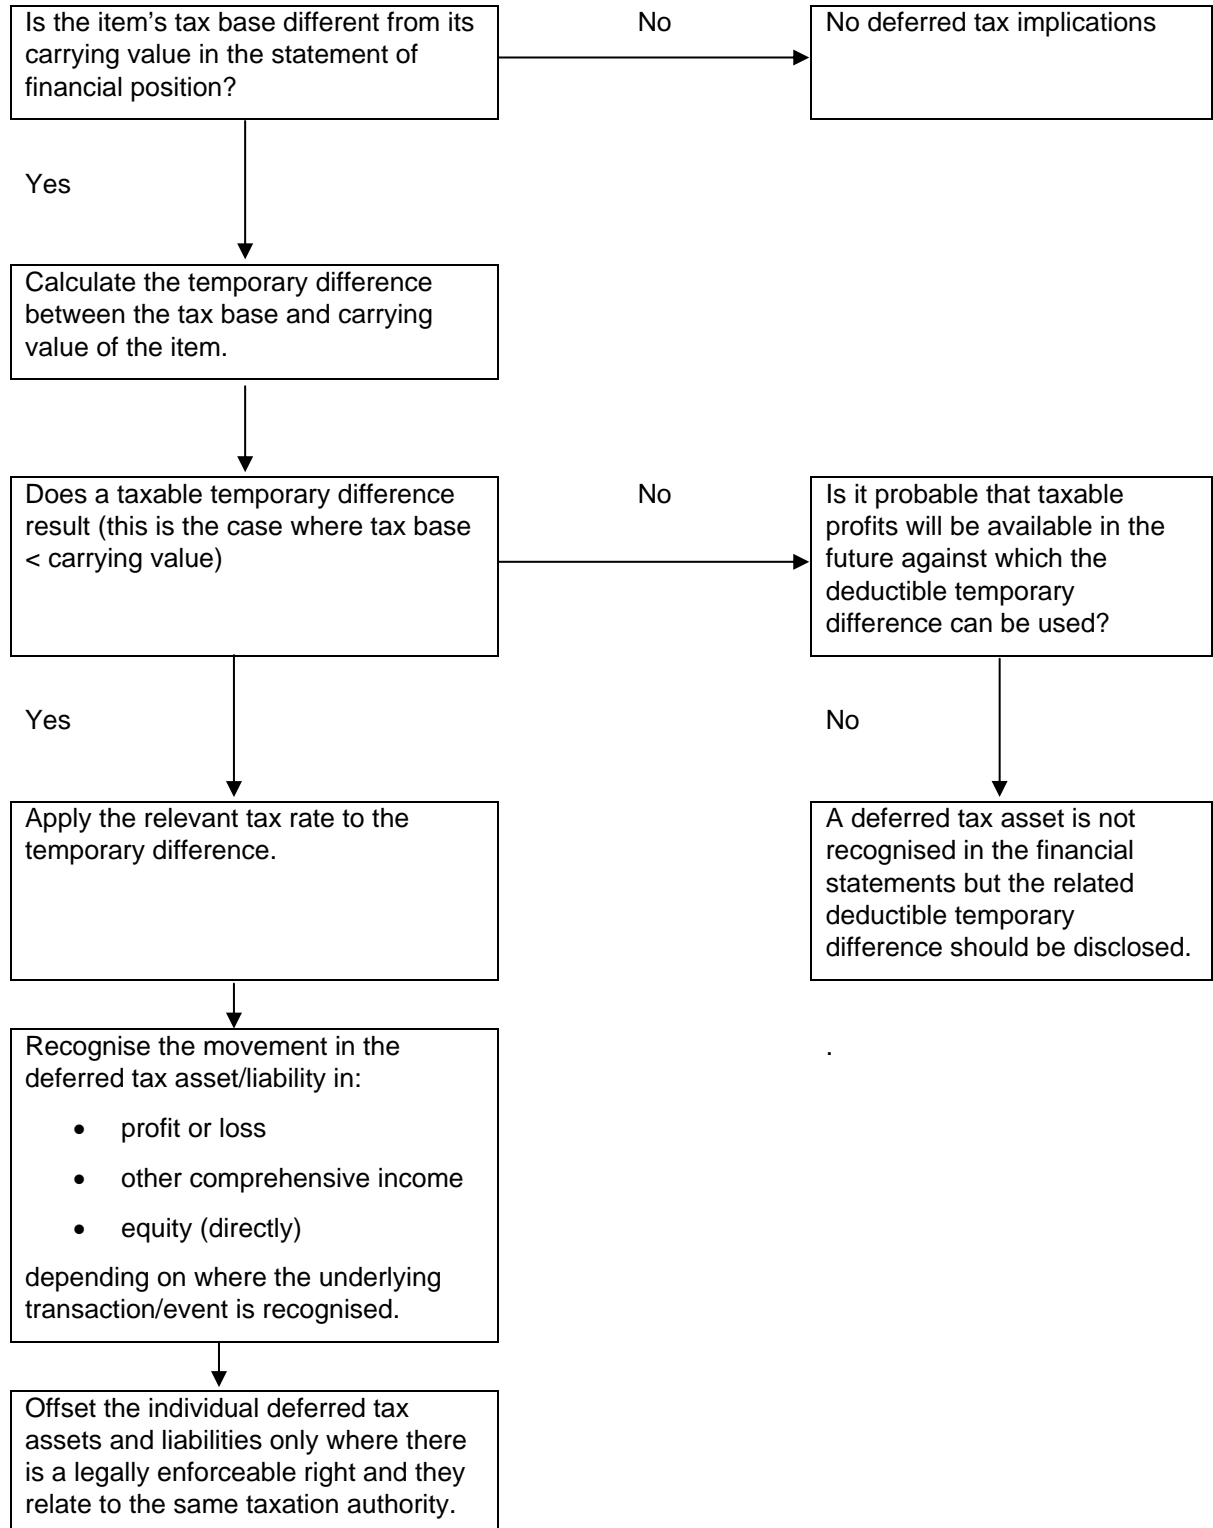 Is the item's tax base different from its
carrying value in the statement of
financial position?
No
No deferred tax implications
Yes
Calculate the temporary difference
between the tax base and carrying
value of the item.
Does a taxable temporary difference
result (this is the case where tax base
< carrying value)
No
Is it probable that taxable
profits will be available in the
future against which the
deductible temporary
difference can be used?
Yes
No
Apply the relevant tax rate to the
temporary difference.
A deferred tax asset is not
recognised in the financial
statements but the related
deductible temporary
difference should be disclosed.
Recognise the movement in the
deferred tax asset/liability in:
• profit or loss
• other comprehensive income
• equity (directly)
depending on where the underlying
transaction/event is recognised.
.
Offset the individual deferred tax
assets and liabilities only where there
is a legally enforceable right and they
relate to the same taxation authority.